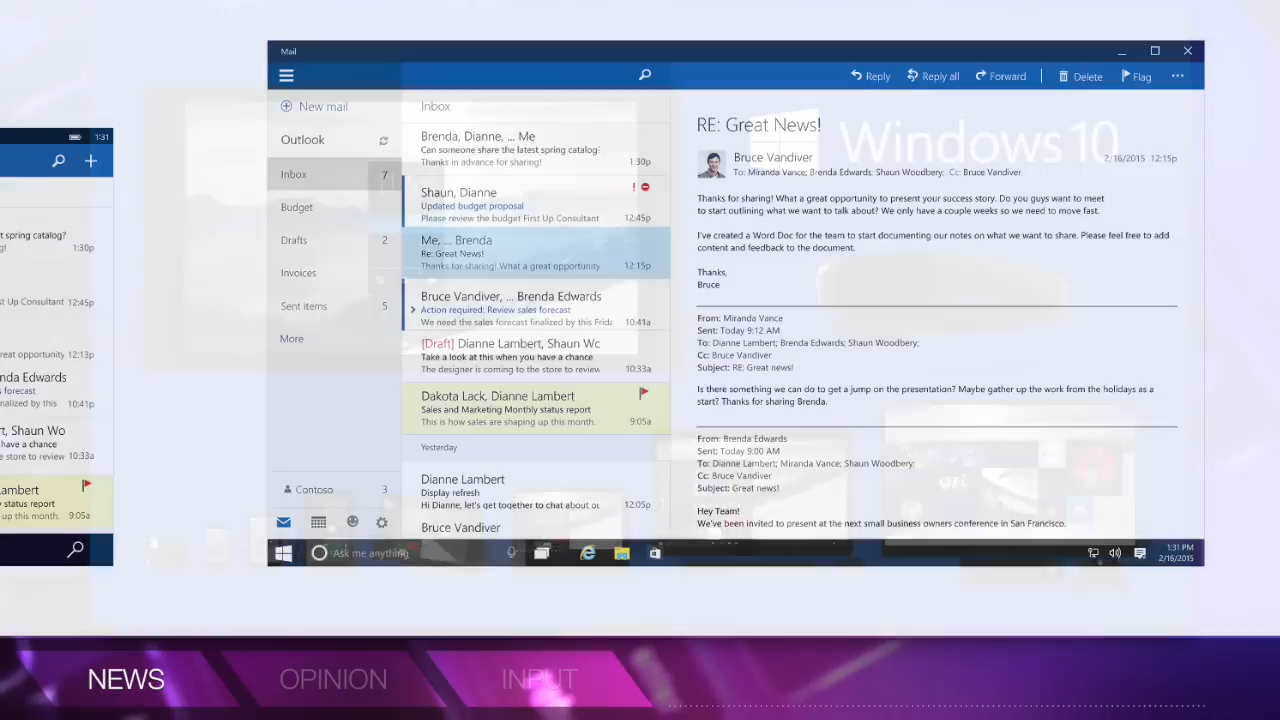 1:31
spring catalog?
1:30p
st Up Consultant 12:45p
reat opportunity 12:13p
nda Edwards
s forecast
nalized by this 10:41p
rt, Shaun Wo
have a chance
e store to review 10:33a
ambert
status report
up this month. 9:05a
Mail
Reply
Reply all
Forward
Delete
Flag
New mail
Outlook
Inbox 7
Budget
Drafts 2
Invoices
Sent items 5
More
Contoso 3
Inbox
Brenda, Dianne, ... Me
Can someone share the latest spring catalog?
Thanks in advance for sharing! 1:30p
Shaun, Dianne !
Updated budget proposal
Please review the budget First Up Consultant 12:45p
Me, ... Brenda
Re: Great News!
Thanks for sharing! What a great opportunity 12:15p
Bruce Vandiver, ... Brenda Edwards
Action required: Review sales forecast
We need the sales forecast finalized by this Frida 10:41a
[Draft] Dianne Lambert, Shaun Wo
Take a look at this when you have a chance
The designer is coming to the store to review 10:33a
Dakota Lack, Dianne Lambert
Sales and Marketing Monthly status report
This is how sales are shaping up this month. 9:05a
Yesterday
Dianne Lambert
Display refresh
Hi Dianne, let's get together to chat about ou 12:05p
Bruce Vandiver
RE: Great News!
Windows 10
Bruce Vandiver 2/16/2015 12:15p
To: Miranda Vance; Brenda Edwards; Shaun Woodbery; Cc: Bruce Vandiver
Thanks for sharing! What a great opportunity to present your success story. Do you guys want to meet
to start outlining what we want to talk about? We only have a couple weeks so we need to move fast.
I've created a Word Doc for the team to start documenting our notes on what we want to share. Please feel free to add
content and feedback to the document.
Thanks,
Bruce
From: Miranda Vance
Sent: Today 9:12 AM
To: Dianne Lambert; Brenda Edwards; Shaun Woodbery;
Cc: Bruce Vandiver
Subject: RE: Great news!
Is there something we can do to get a jump on the presentation? Maybe gather up the work from the holidays as a
start? Thanks for sharing Brenda.
From: Brenda Edwards
Sent: Today 9:00 AM
To: Dianne Lambert; Miranda Vance; Shaun Woodbery;
Cc: Bruce Vandiver
Subject: Great news!
Hey Team!
We've been invited to present at the next small business owners conference in San Francisco.
Ask me anything
1:31 PM
2/16/2015
NEWS
OPINION
INPUT